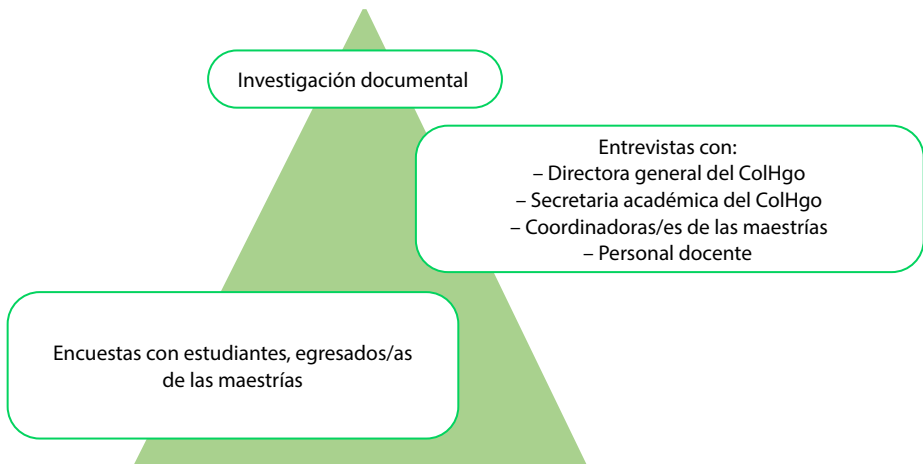 Investigación documental
Entrevistas con:
– Directora general del ColHgo
– Secretaria académica del ColHgo
– Coordinadoras/es de las maestrías
– Personal docente
Encuestas con estudiantes, egresados/as
de las maestrías